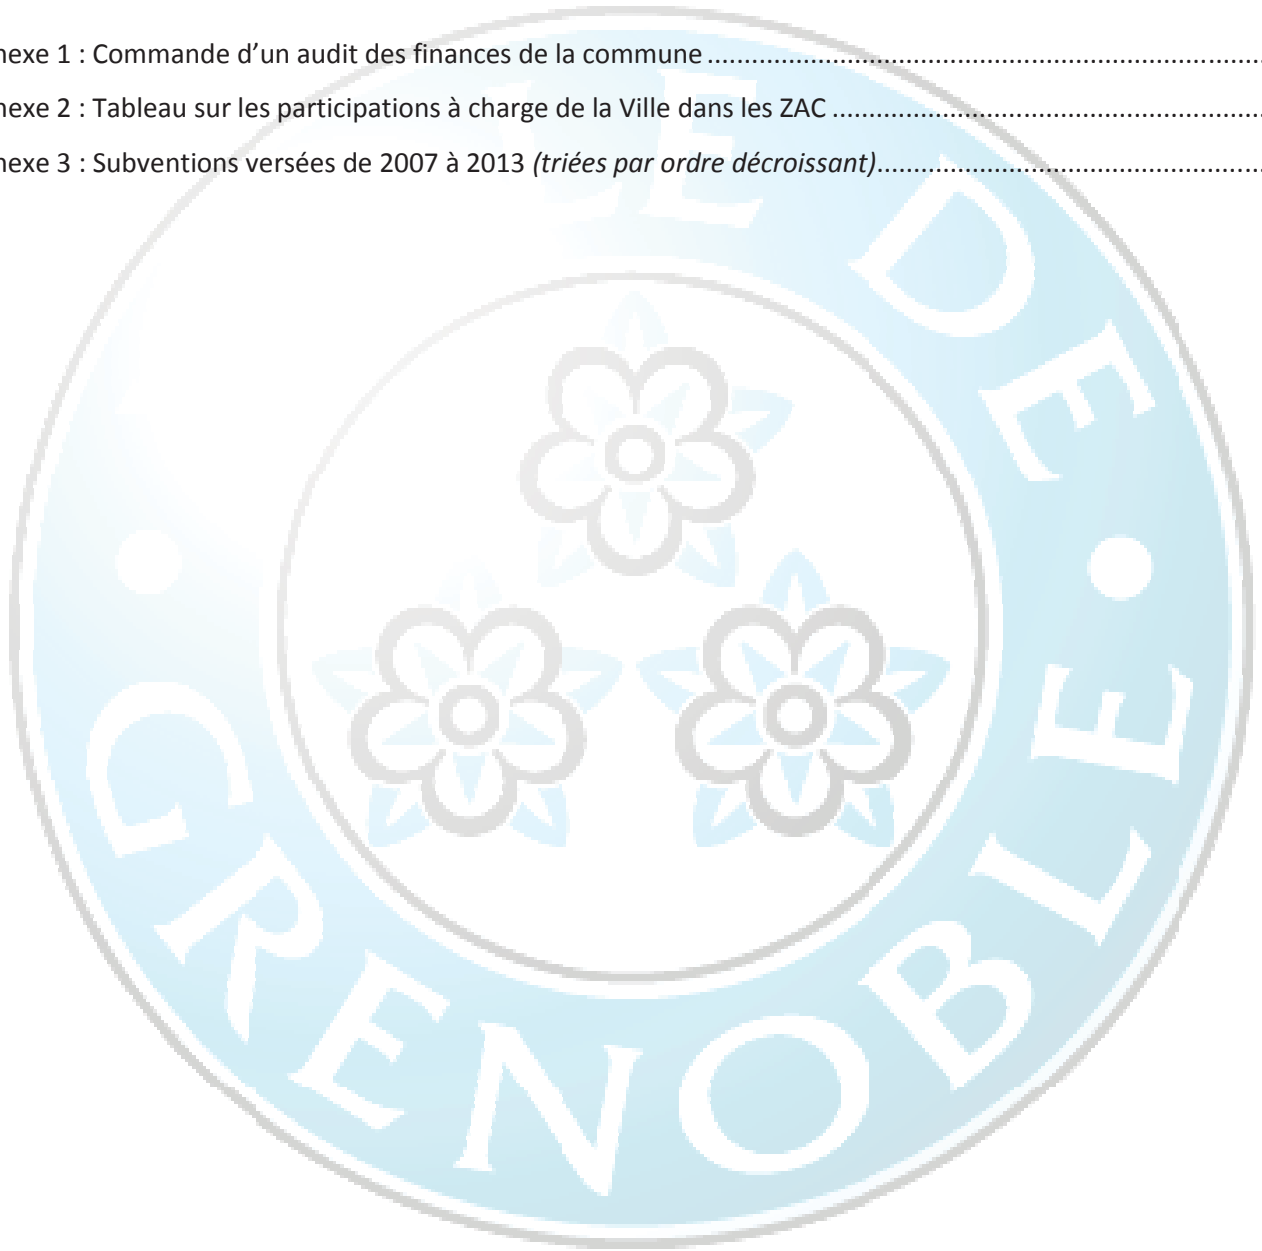 nexe 1 : Commande d'un audit des finances de la commune
nexe 2 : Tableau sur les participations à charge de la Ville dans les ZAC
nexe 3 : Subventions versées de 2007 à 2013 (triées par ordre décroissant)
LE DE
GRENOBLE